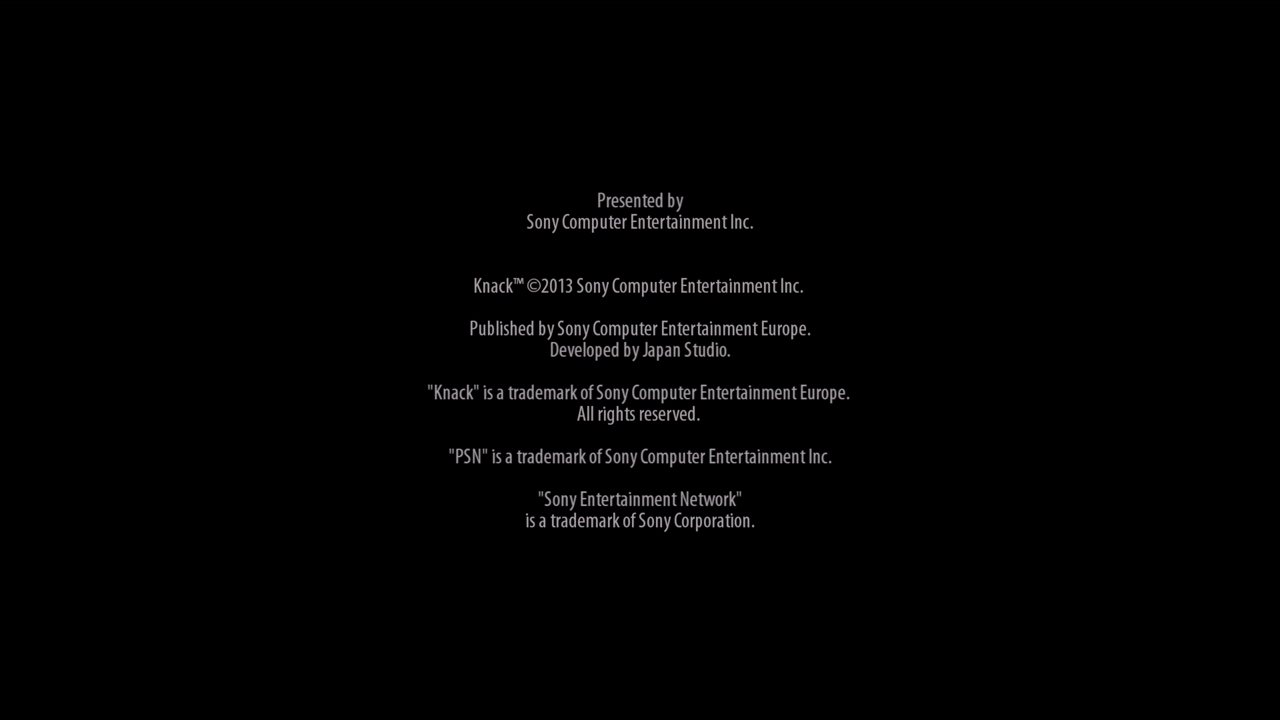 Presented by
Sony Computer Entertainment Inc.
Knack™ ©2013 Sony Computer Entertainment Inc.
Published by Sony Computer Entertainment Europe.
Developed by Japan Studio.
"Knack" is a trademark of Sony Computer Entertainment Europe.
All rights reserved.
"PSN" is a trademark of Sony Computer Entertainment Inc.
"Sony Entertainment Network"
is a trademark of Sony Corporation.